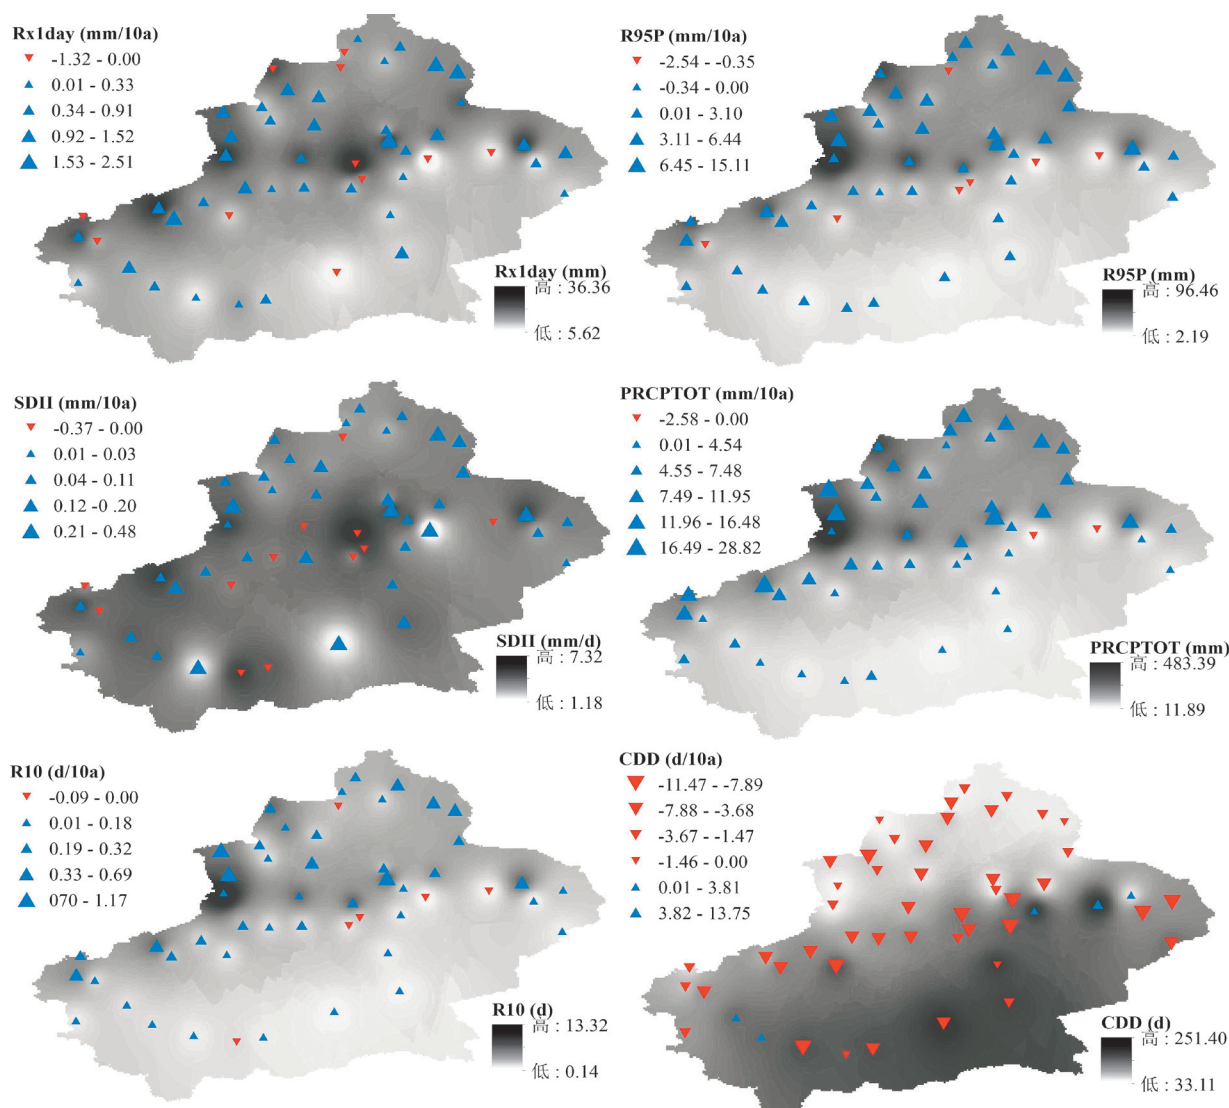 Rx1day (mm/10a)
-1.32 - 0.00
0.01 - 0.33
0.34 - 0.91
0.92 - 1.52
1.53 - 2.51
Rx1day (mm)
高 : 36.36
低 : 5.62
R95P (mm/10a)
-2.54 - -0.35
-0.34 - 0.00
0.01 - 3.10
3.11 - 6.44
6.45 - 15.11
R95P (mm)
高 : 96.46
低 : 2.19
SDII (mm/10a)
-0.37 - 0.00
0.01 - 0.03
0.04 - 0.11
0.12 -0.20
0.21 - 0.48
SDII (mm/d)
高 : 7.32
低 : 1.18
PRCPTOT (mm/10a)
-2.58 - 0.00
0.01 - 4.54
4.55 - 7.48
7.49 - 11.95
11.96 - 16.48
16.49 - 28.82
PRCPTOT (mm)
高 : 483.39
低 : 11.89
R10 (d/10a)
-0.09 - 0.00
0.01 - 0.18
0.19 - 0.32
0.33 - 0.69
070 - 1.17
R10 (d)
高 : 13.32
低 : 0.14
CDD (d/10a)
-11.47 - -7.89
-7.88 - -3.68
-3.67 - -1.47
-1.46 - 0.00
0.01 - 3.81
3.82 - 13.75
CDD (d)
高 : 251.40
低 : 33.11